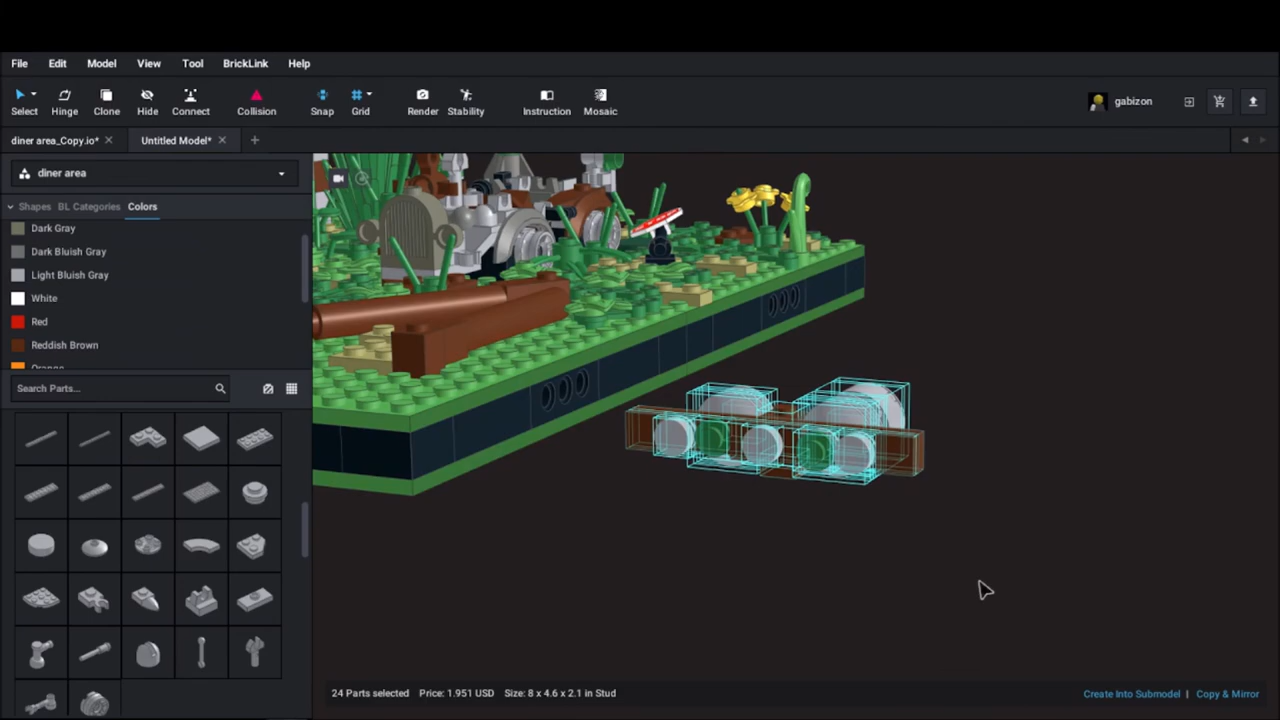 File Edit Model View Tool BrickLink Help
Select Hinge Clone Hide Connect Collision Snap Grid Render Stability Instruction Mosaic gabizon
diner area_Copy.io* Untitled Model*
diner area
Shapes BL Categories Colors
Dark Gray
Dark Bluish Gray
Light Bluish Gray
White
Red
Reddish Brown
Orange
Search Parts...
24 Parts selected Price: 1.951 USD Size: 8 x 4.6 x 2.1 in Stud Create Into Submodel | Copy & Mirror